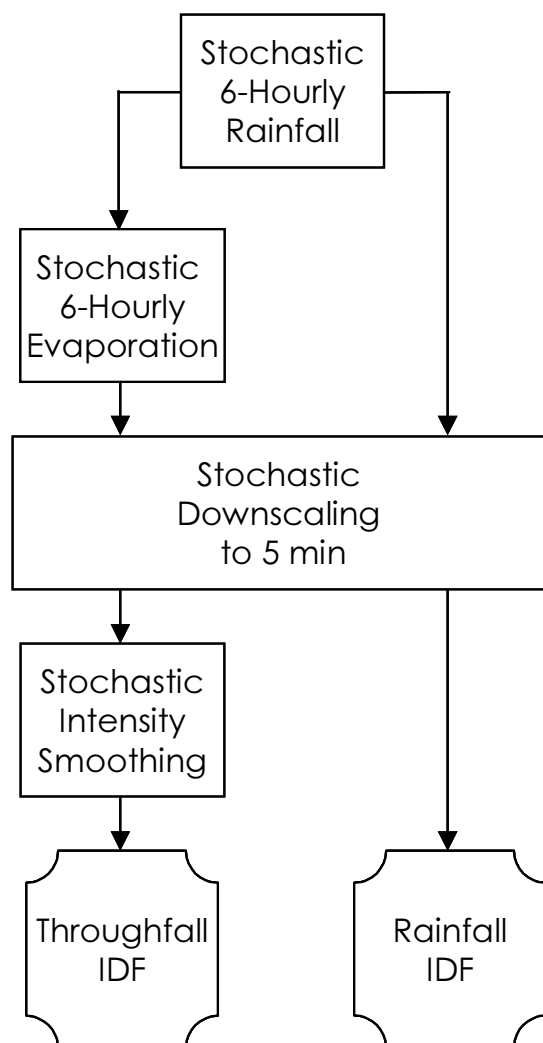 Stochastic
6-Hourly
Rainfall
Stochastic
6-Hourly
Evaporation
Stochastic
Downscaling
to 5 min
Stochastic
Intensity
Smoothing
Throughfall
IDF
Rainfall
IDF